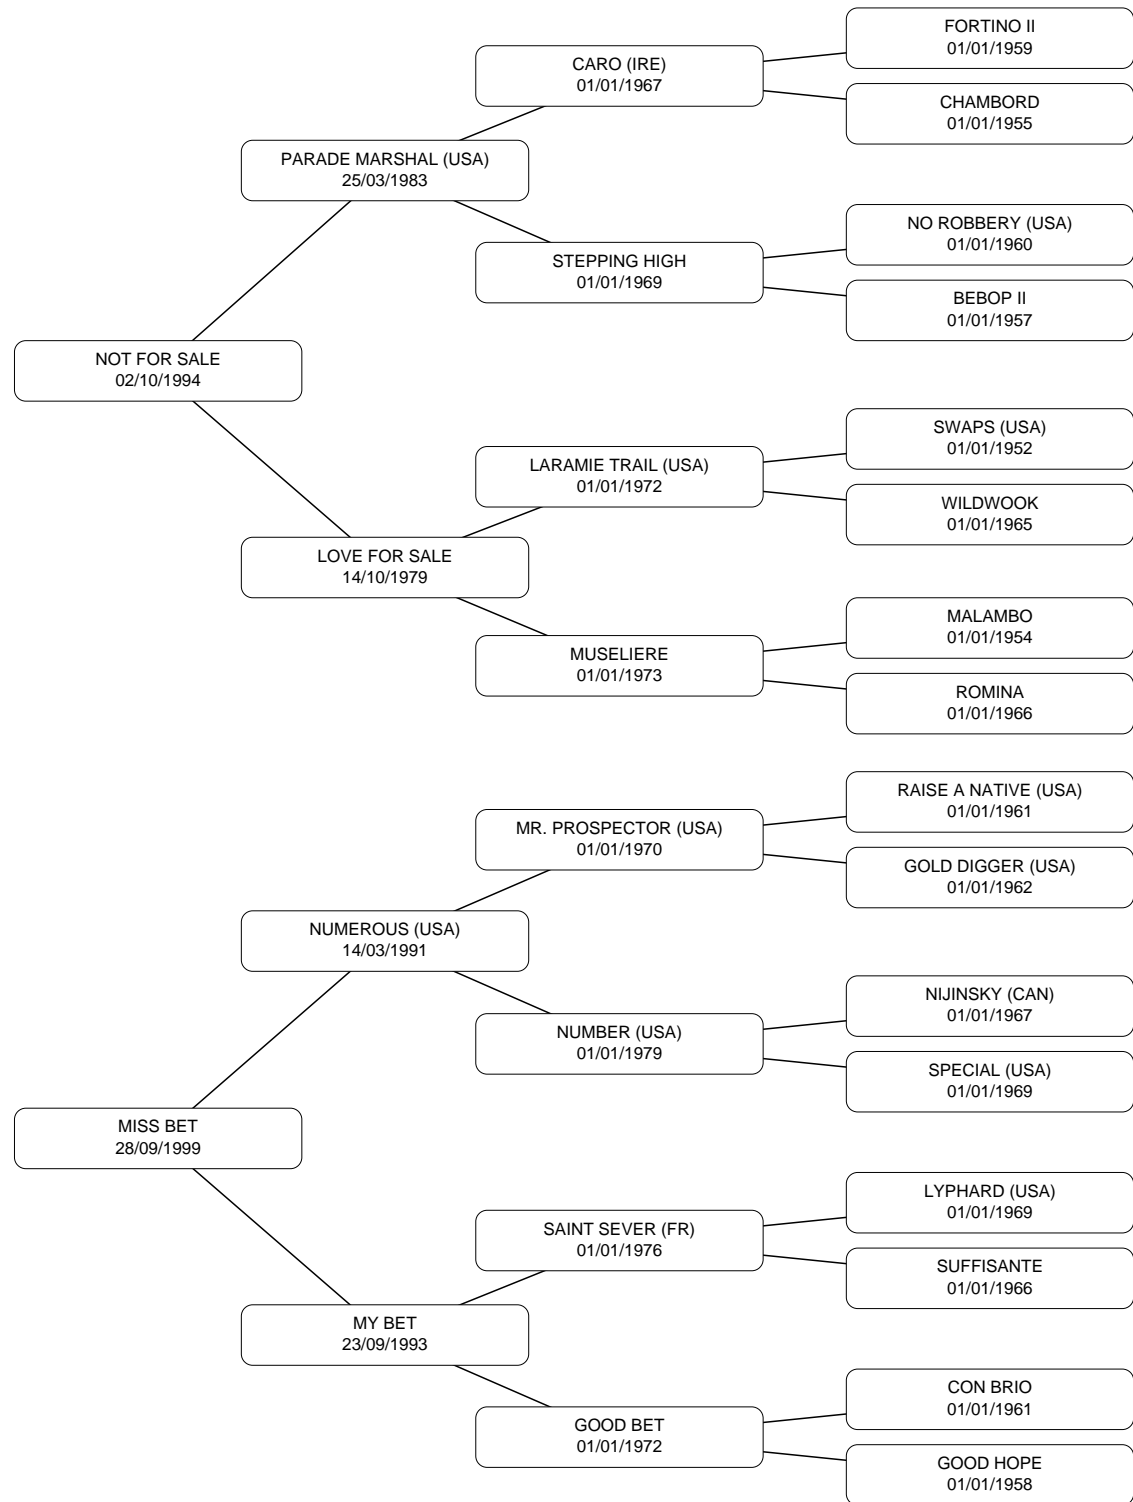 FORTINO II
01/01/1959
CARO (IRE)
01/01/1967
CHAMBORD
01/01/1955
PARADE MARSHAL (USA)
25/03/1983
NO ROBBERY (USA)
01/01/1960
STEPPING HIGH
01/01/1969
BEBOP II
01/01/1957
NOT FOR SALE
02/10/1994
SWAPS (USA)
01/01/1952
LARAMIE TRAIL (USA)
01/01/1972
WILDWOOK
01/01/1965
LOVE FOR SALE
14/10/1979
MALAMBO
01/01/1954
MUSELIERE
01/01/1973
ROMINA
01/01/1966
RAISE A NATIVE (USA)
01/01/1961
MR. PROSPECTOR (USA)
01/01/1970
GOLD DIGGER (USA)
01/01/1962
NUMEROUS (USA)
14/03/1991
NIJINSKY (CAN)
01/01/1967
NUMBER (USA)
01/01/1979
SPECIAL (USA)
01/01/1969
MISS BET
28/09/1999
LYPHARD (USA)
01/01/1969
SAINT SEVER (FR)
01/01/1976
SUFFISANTE
01/01/1966
MY BET
23/09/1993
CON BRIO
01/01/1961
GOOD BET
01/01/1972
GOOD HOPE
01/01/1958